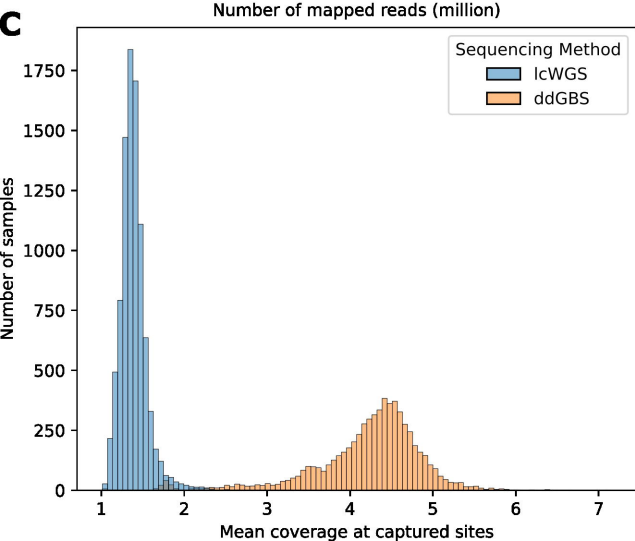 C
Number of mapped reads (million)
Sequencing Method
lcWGS
ddGBS
1750
1500
1250
1000
750
500
250
0
Number of samples
1 2 3 4 5 6 7
Mean coverage at captured sites